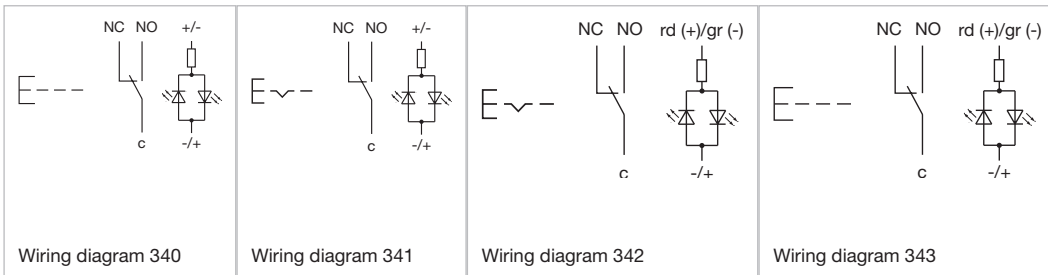 NC NO +/-
c -/+
Wiring diagram 340
NC NO +/-
c -/+
Wiring diagram 341
NC NO rd (+)/gr (-)
c -/+
Wiring diagram 342
NC NO rd (+)/gr (-)
c -/+
Wiring diagram 343